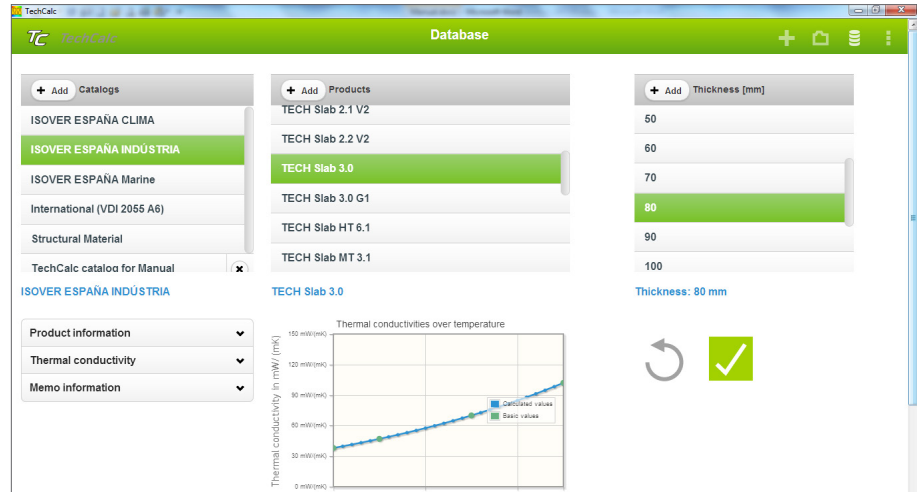 TechCalc
TC TechCalc
Database
+ Add Catalogs
ISOVER ESPAÑA CLIMA
ISOVER ESPAÑA INDÚSTRIA
ISOVER ESPAÑA Marine
International (VDI 2055 A6)
Structural Material
TechCalc catalog for Manual
ISOVER ESPAÑA INDÚSTRIA
Product information
Thermal conductivity
Memo information
+ Add Products
TECH Slab 2.1 V2
TECH Slab 2.2 V2
TECH Slab 3.0
TECH Slab 3.0 G1
TECH Slab HT 6.1
TECH Slab MT 3.1
TECH Slab 3.0
Thermal conductivities over temperature
Thermal conductivity in mW/ (mK)
150 mW/(mK)
120 mW/(mK)
90 mW/(mK)
60 mW/(mK)
30 mW/(mK)
0 mW/(mK)
Calculated values
Basic values
+ Add Thickness [mm]
50
60
70
80
90
100
Thickness: 80 mm